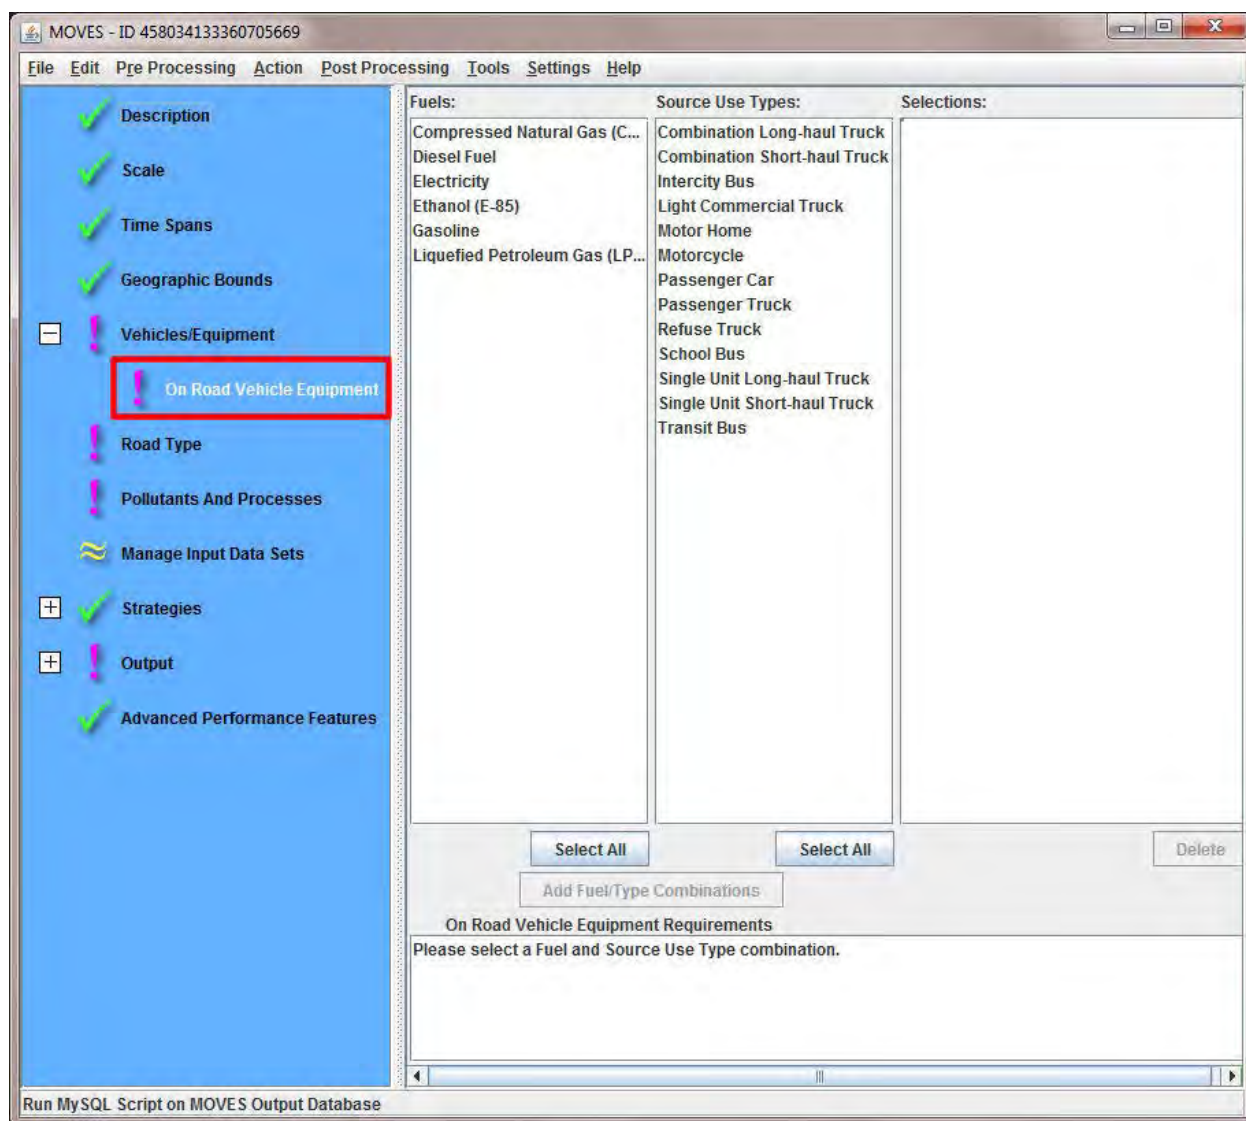 MOVES - ID 458034133360705669
File Edit Pre Processing Action Post Processing Tools Settings Help
Description
Scale
Time Spans
Geographic Bounds
Vehicles/Equipment
On Road Vehicle Equipment
Road Type
Pollutants And Processes
Manage Input Data Sets
Strategies
Output
Advanced Performance Features
Fuels:
Compressed Natural Gas (C...
Diesel Fuel
Electricity
Ethanol (E-85)
Gasoline
Liquefied Petroleum Gas (LP...
Select All
Source Use Types:
Combination Long-haul Truck
Combination Short-haul Truck
Intercity Bus
Light Commercial Truck
Motor Home
Motorcycle
Passenger Car
Passenger Truck
Refuse Truck
School Bus
Single Unit Long-haul Truck
Single Unit Short-haul Truck
Transit Bus
Select All
Selections:
Delete
Add Fuel/Type Combinations
On Road Vehicle Equipment Requirements
Please select a Fuel and Source Use Type combination.
Run MySQL Script on MOVES Output Database